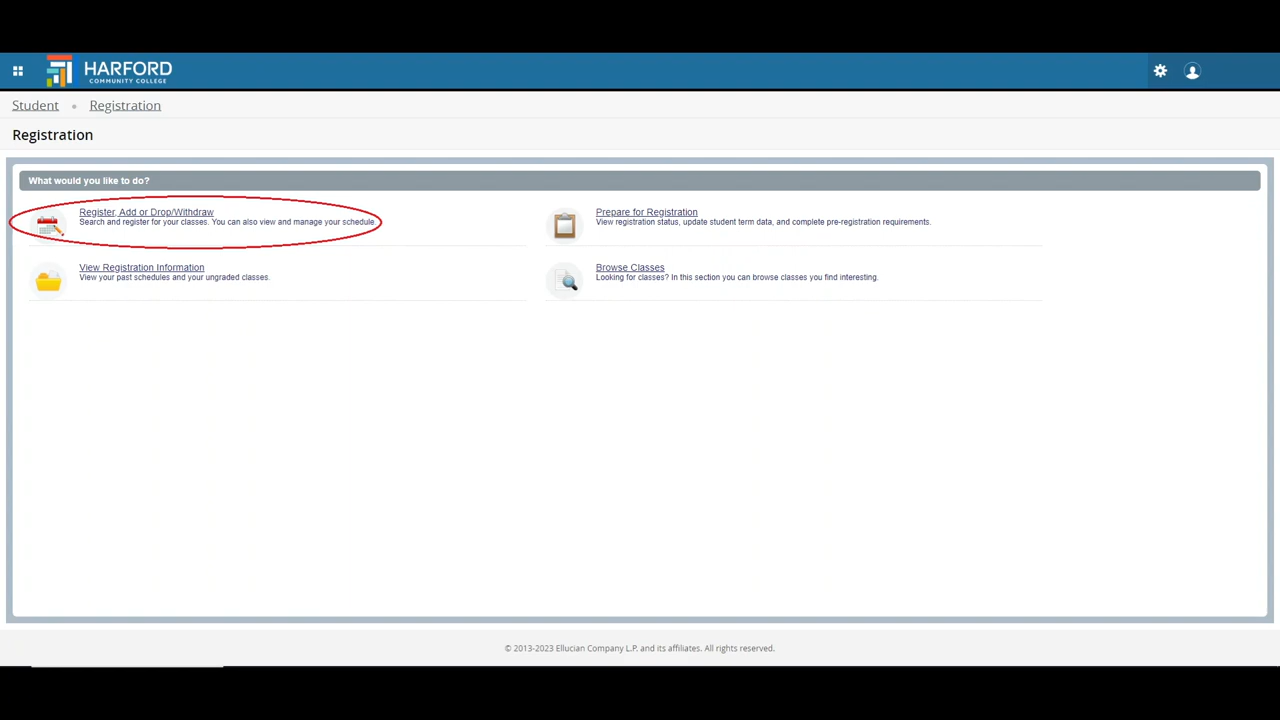 HARFORD
COMMUNITY COLLEGE
Student • Registration
Registration
What would you like to do?
Register, Add or Drop/Withdraw
Search and register for your classes. You can also view and manage your schedule.
Prepare for Registration
View registration status, update student term data, and complete pre-registration requirements.
View Registration Information
View your past schedules and your ungraded classes.
Browse Classes
Looking for classes? In this section you can browse classes you find interesting.
© 2013-2023 Ellucian Company L.P. and its affiliates. All rights reserved.